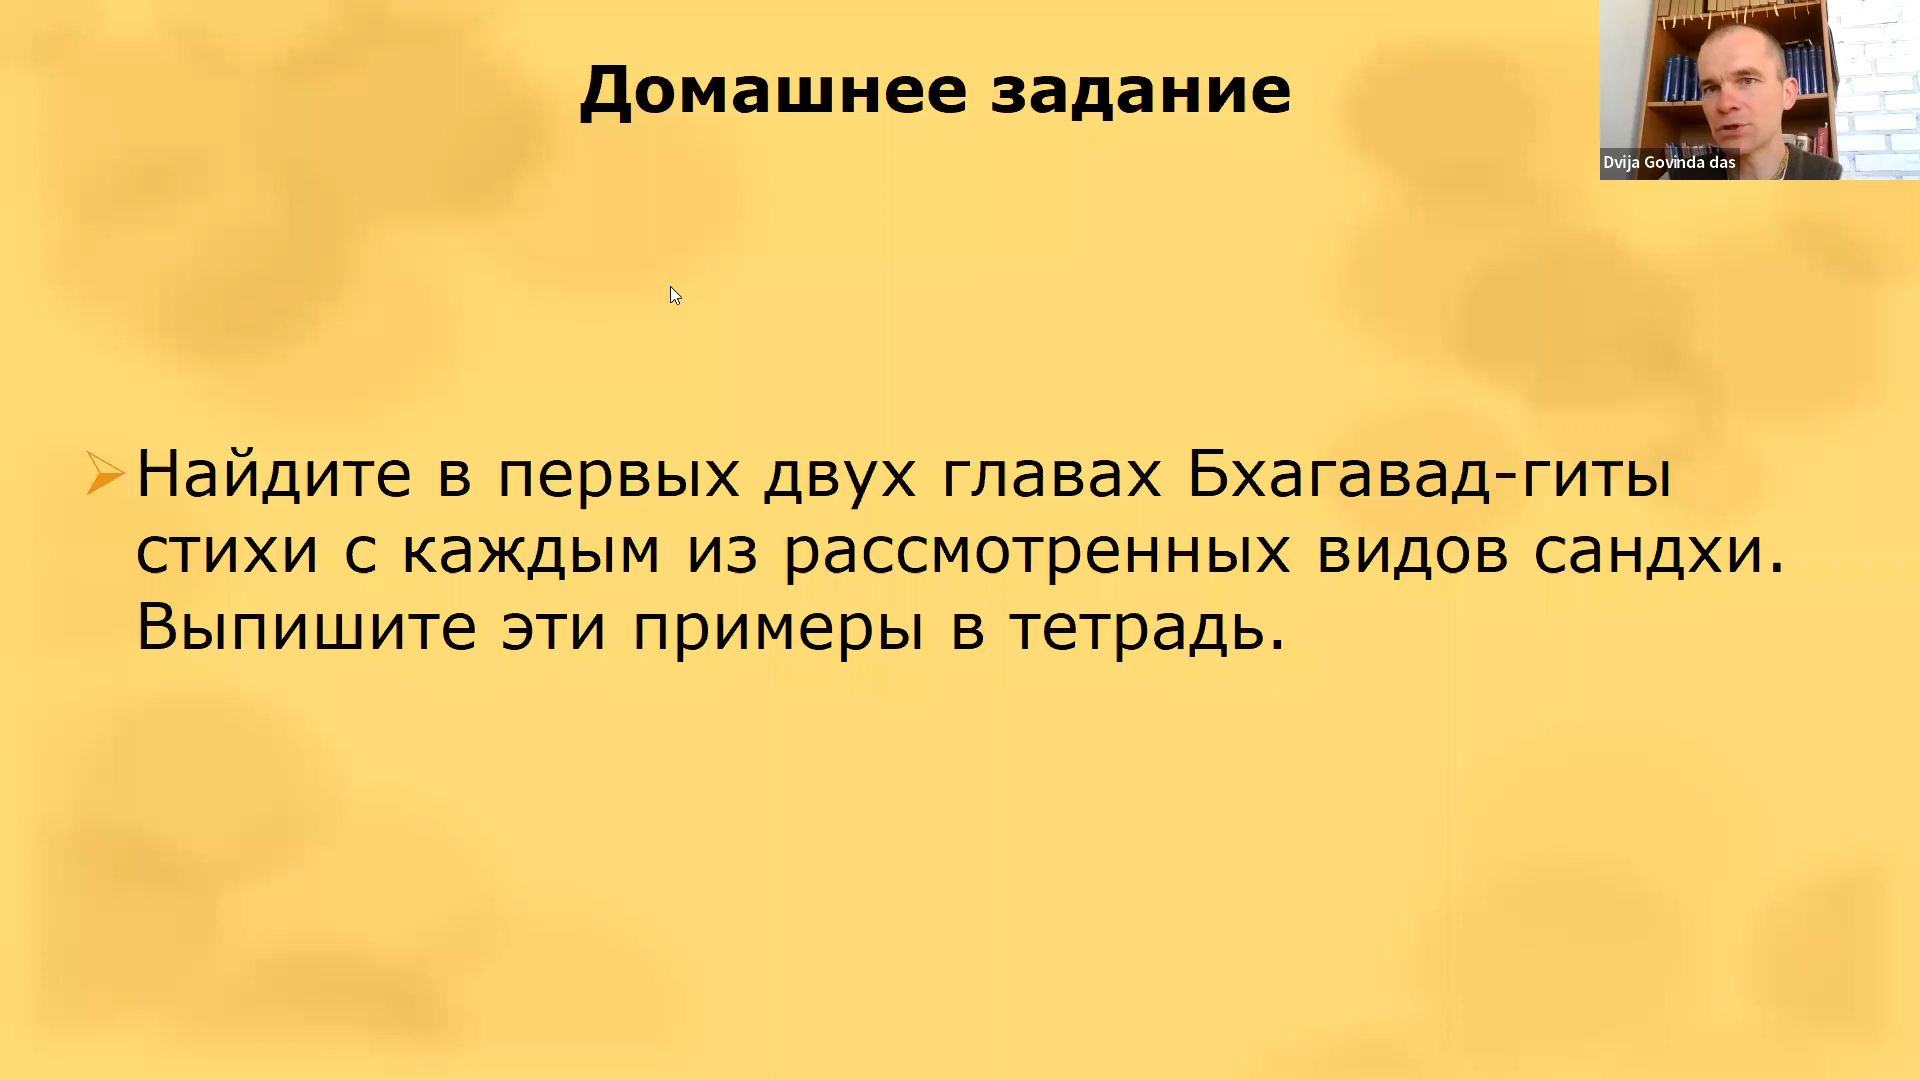 Домашнее задание
Dvija Govinda das
Найдите в первых двух главах Бхагавад-гиты
стихи с каждым из рассмотренных видов сандхи.
Выпишите эти примеры в тетрадь.